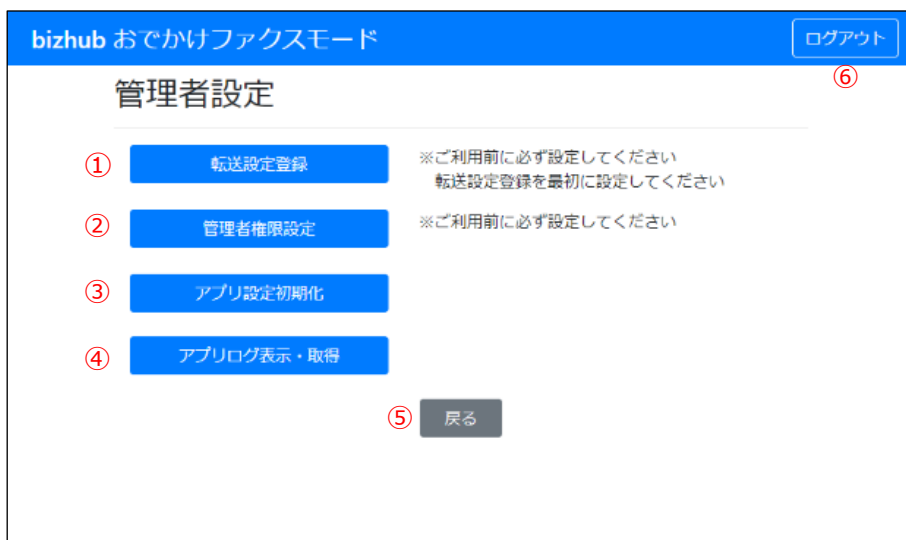 bizhub おでかけファクスモード
ログアウト
⑥
管理者設定
① 転送設定登録 ※ご利用前に必ず設定してください
転送設定登録を最初に設定してください
② 管理者権限設定 ※ご利用前に必ず設定してください
③ アプリ設定初期化
④ アプリログ表示・取得
⑤ 戻る